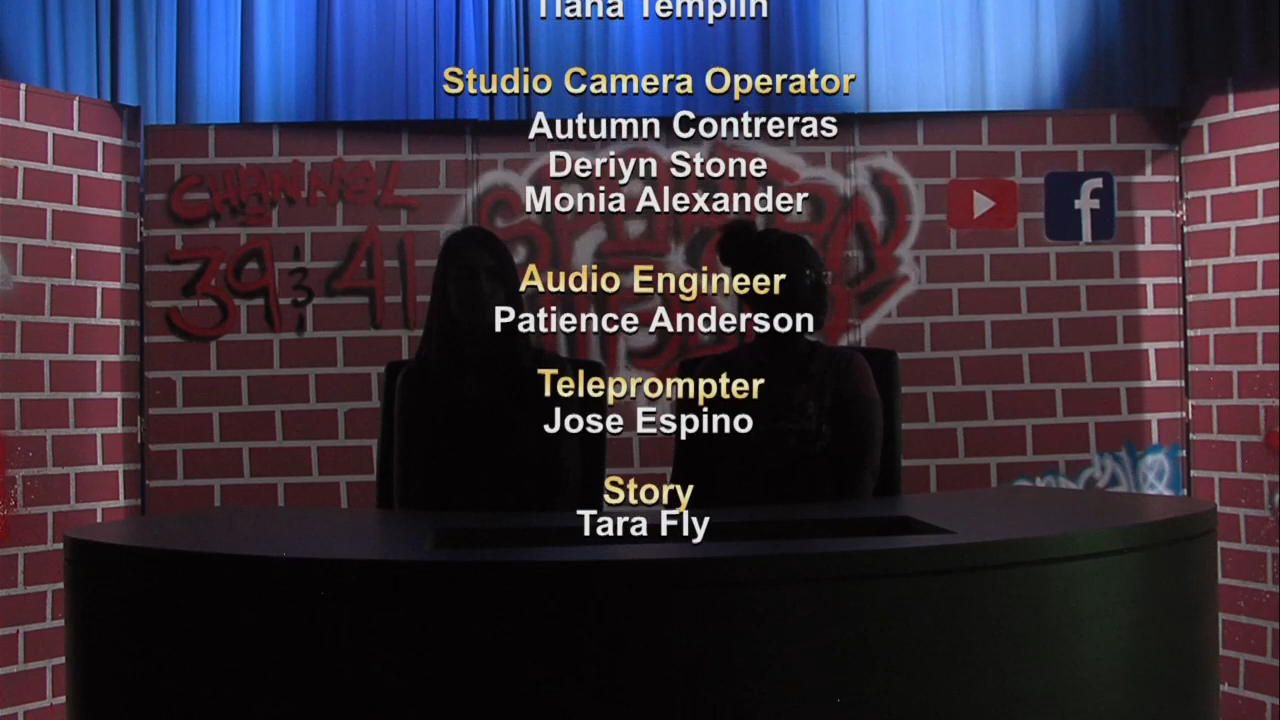 Tiana Templin
Studio Camera Operator
Autumn Contreras
Deriyn Stone
Monia Alexander
CHANNEL
39 & 41
Audio Engineer
Patience Anderson
Teleprompter
Jose Espino
Story
Tara Fly